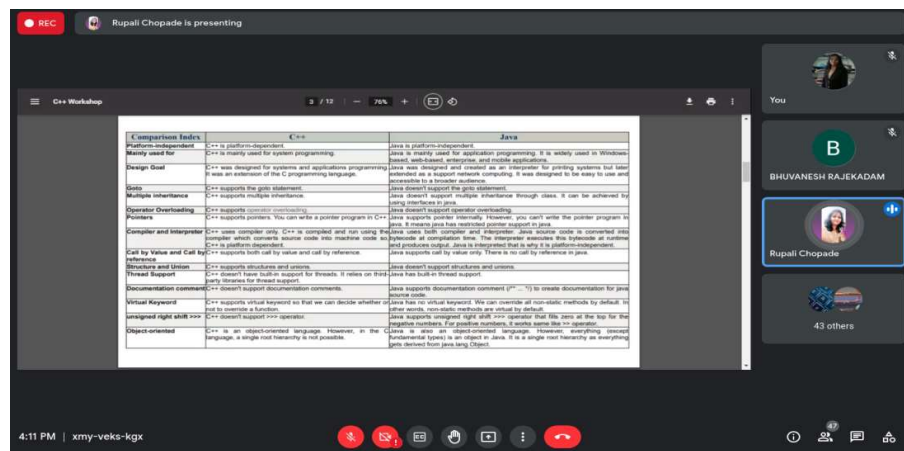 REC
Rupali Chopade is presenting
C++ Workshop
3 / 12
76%
Comparison Index C++ Java
Platform-independent C++ is platform-dependent. Java is platform-independent.
Mainly used for C++ is mainly used for system programming. Java is mainly used for application programming. It is widely used in Windows-
based, web-based, enterprise, and mobile applications.
Design Goal C++ was designed for systems and applications programming. Java was designed and created as an interpreter for printing systems but later
It was an extension of the C programming language. extended as a support network computing. It was designed to be easy to use and
accessible to a broader audience.
Goto C++ supports the goto statement. Java doesn't support the goto statement.
Multiple inheritance C++ supports multiple inheritance. Java doesn't support multiple inheritance through class. It can be achieved by
using interfaces in java.
Operator Overloading C++ supports operator overloading. Java doesn't support operator overloading.
Pointers C++ supports pointers. You can write a pointer program in C++. Java supports pointer internally. However, you can't write the pointer program in
java. It means java has restricted pointer support in java.
Compiler and Interpreter C++ uses compiler only. C++ is compiled and run using the Java uses both compiler and interpreter. Java source code is converted into
compiler which converts source code into machine code so, bytecode at compilation time. The interpreter executes this bytecode at runtime
C++ is platform dependent. and produces output. Java is interpreted that is why it is platform-independent.
Call by Value and Call by C++ supports both call by value and call by reference. Java supports call by value only. There is no call by reference in java.
reference
Structure and Union C++ supports structures and unions. Java doesn't support structures and unions.
Thread Support C++ doesn't have built-in support for threads. It relies on third- Java has built-in thread support.
party libraries for thread support.
Documentation comment C++ doesn't support documentation comments. Java supports documentation comment (/** ... */) to create documentation for java
source code.
Virtual Keyword C++ supports virtual keyword so that we can decide whether or Java has no virtual keyword. We can override all non-static methods by default. In
not to override a function. other words, non-static methods are virtual by default.
unsigned right shift >>> C++ doesn't support >>> operator. Java supports unsigned right shift >>> operator that fills zero at the top for the
negative numbers. For positive numbers, it works same like >> operator.
Object-oriented C++ is an object-oriented language. However, in the C Java is also an object-oriented language. However, everything (except
language, a single root hierarchy is not possible. fundamental types) is an object in Java. It is a single root hierarchy as everything
gets derived from java.lang.Object.
You
B
BHUVANESH RAJEKADAM
Rupali Chopade
43 others
4:11 PM | xmy-veks-kgx
47